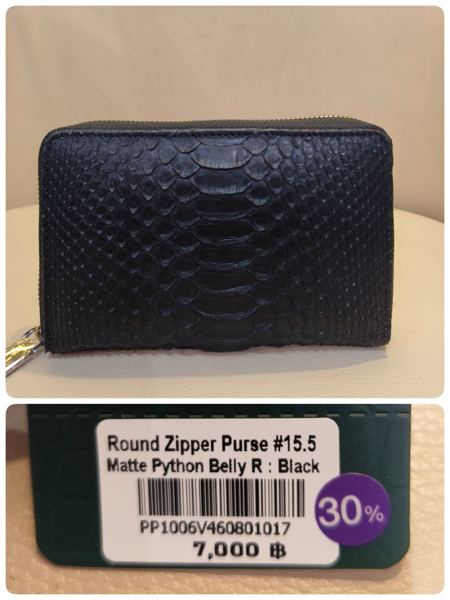 Round Zipper Purse #15.5
Matte Python Belly R : Black
PP1006V460801017
7,000 ฿
30%